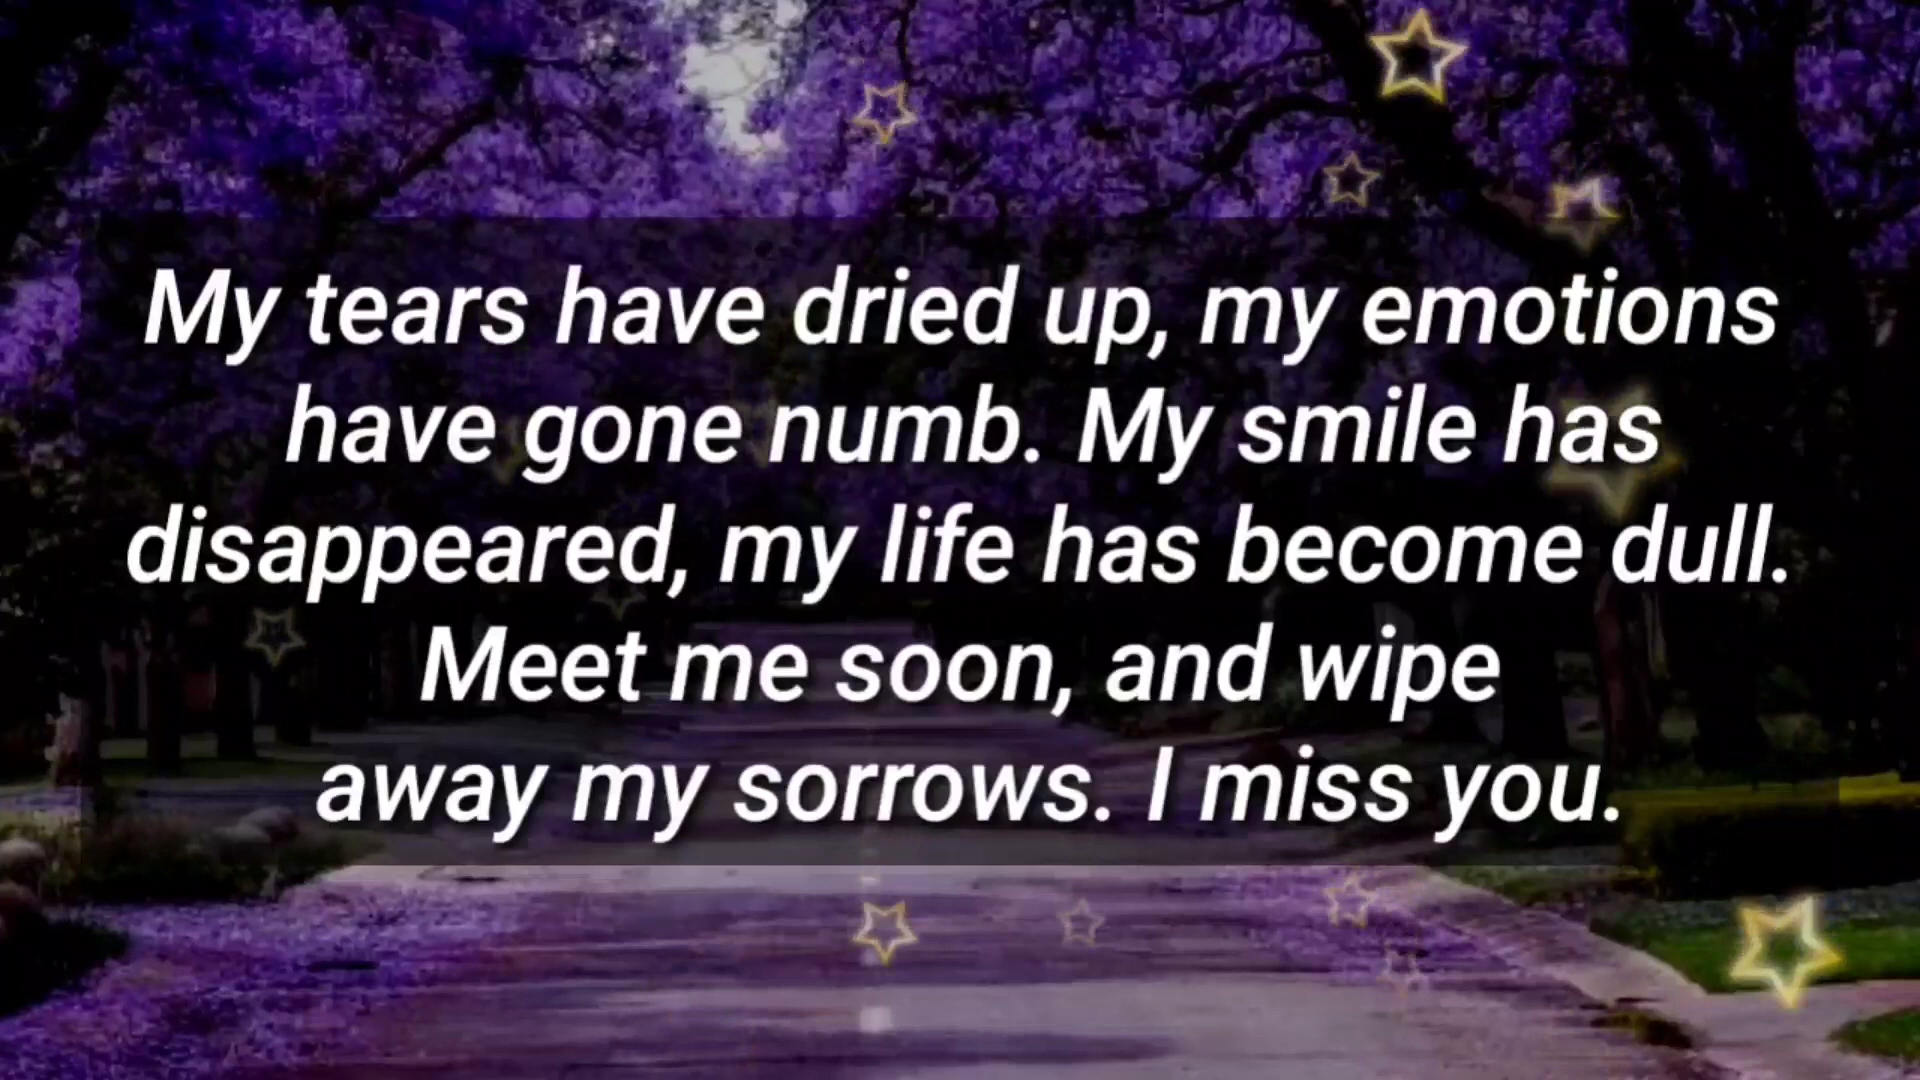 My tears have dried up, my emotions
have gone numb. My smile has
disappeared, my life has become dull.
Meet me soon, and wipe
away my sorrows. I miss you.